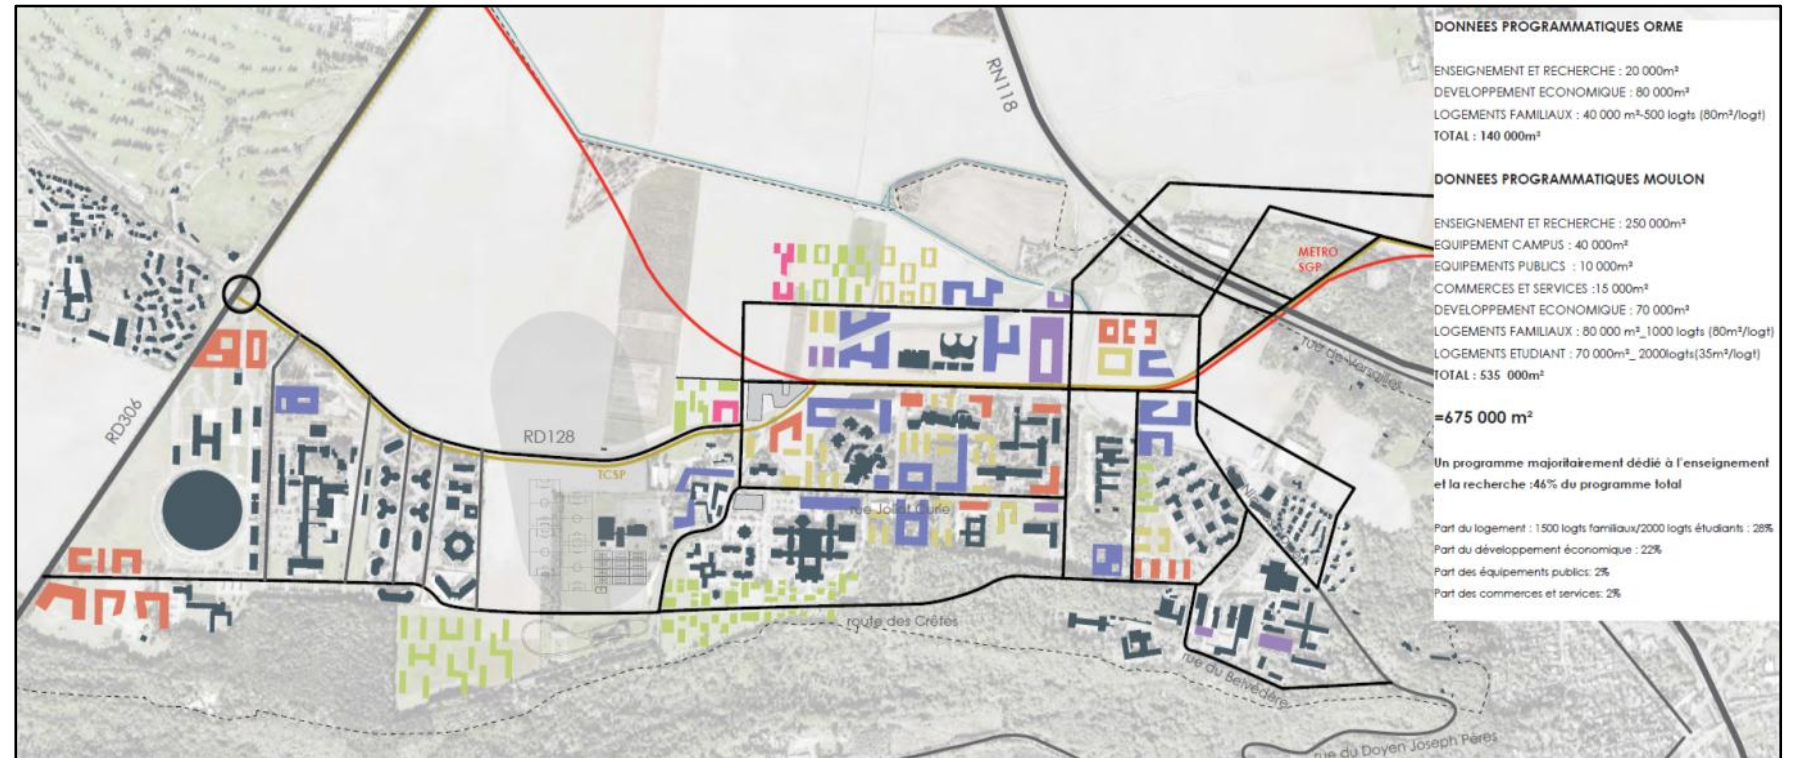 DONNEES PROGRAMMATIQUES ORME
ENSEIGNEMENT ET RECHERCHE : 20 000m²
DEVELOPPEMENT ECONOMIQUE : 80 000m²
LOGEMENTS FAMILIAUX : 40 000 m²-500 logts (80m²/logt)
TOTAL : 140 000m²
DONNEES PROGRAMMATIQUES MOULON
ENSEIGNEMENT ET RECHERCHE : 250 000m²
EQUIPEMENT CAMPUS : 40 000m²
EQUIPEMENTS PUBLICS : 10 000m²
COMMERCES ET SERVICES :15 000m²
DEVELOPPEMENT ECONOMIQUE : 70 000m²
LOGEMENTS FAMILIAUX : 80 000 m²_1000 logts (80m²/logt)
LOGEMENTS ETUDIANT : 70 000m²_ 2000logts(35m²/logt)
TOTAL : 535 000m²
=675 000 m²
Un programme majoritairement dédié à l'enseignement
et la recherche :46% du programme total
Part du logement : 1500 logts familiaux/2000 logts étudiants : 28%
Part du développement économique : 22%
Part des équipements publics: 2%
Part des commerces et services: 2%
RN118
METRO
SGP
rue de Versailles
RD306
RD128
TCSP
rue Joliot Curie
route des Crêtes
rue du Belvédère
rue du Doyen Joseph Pères